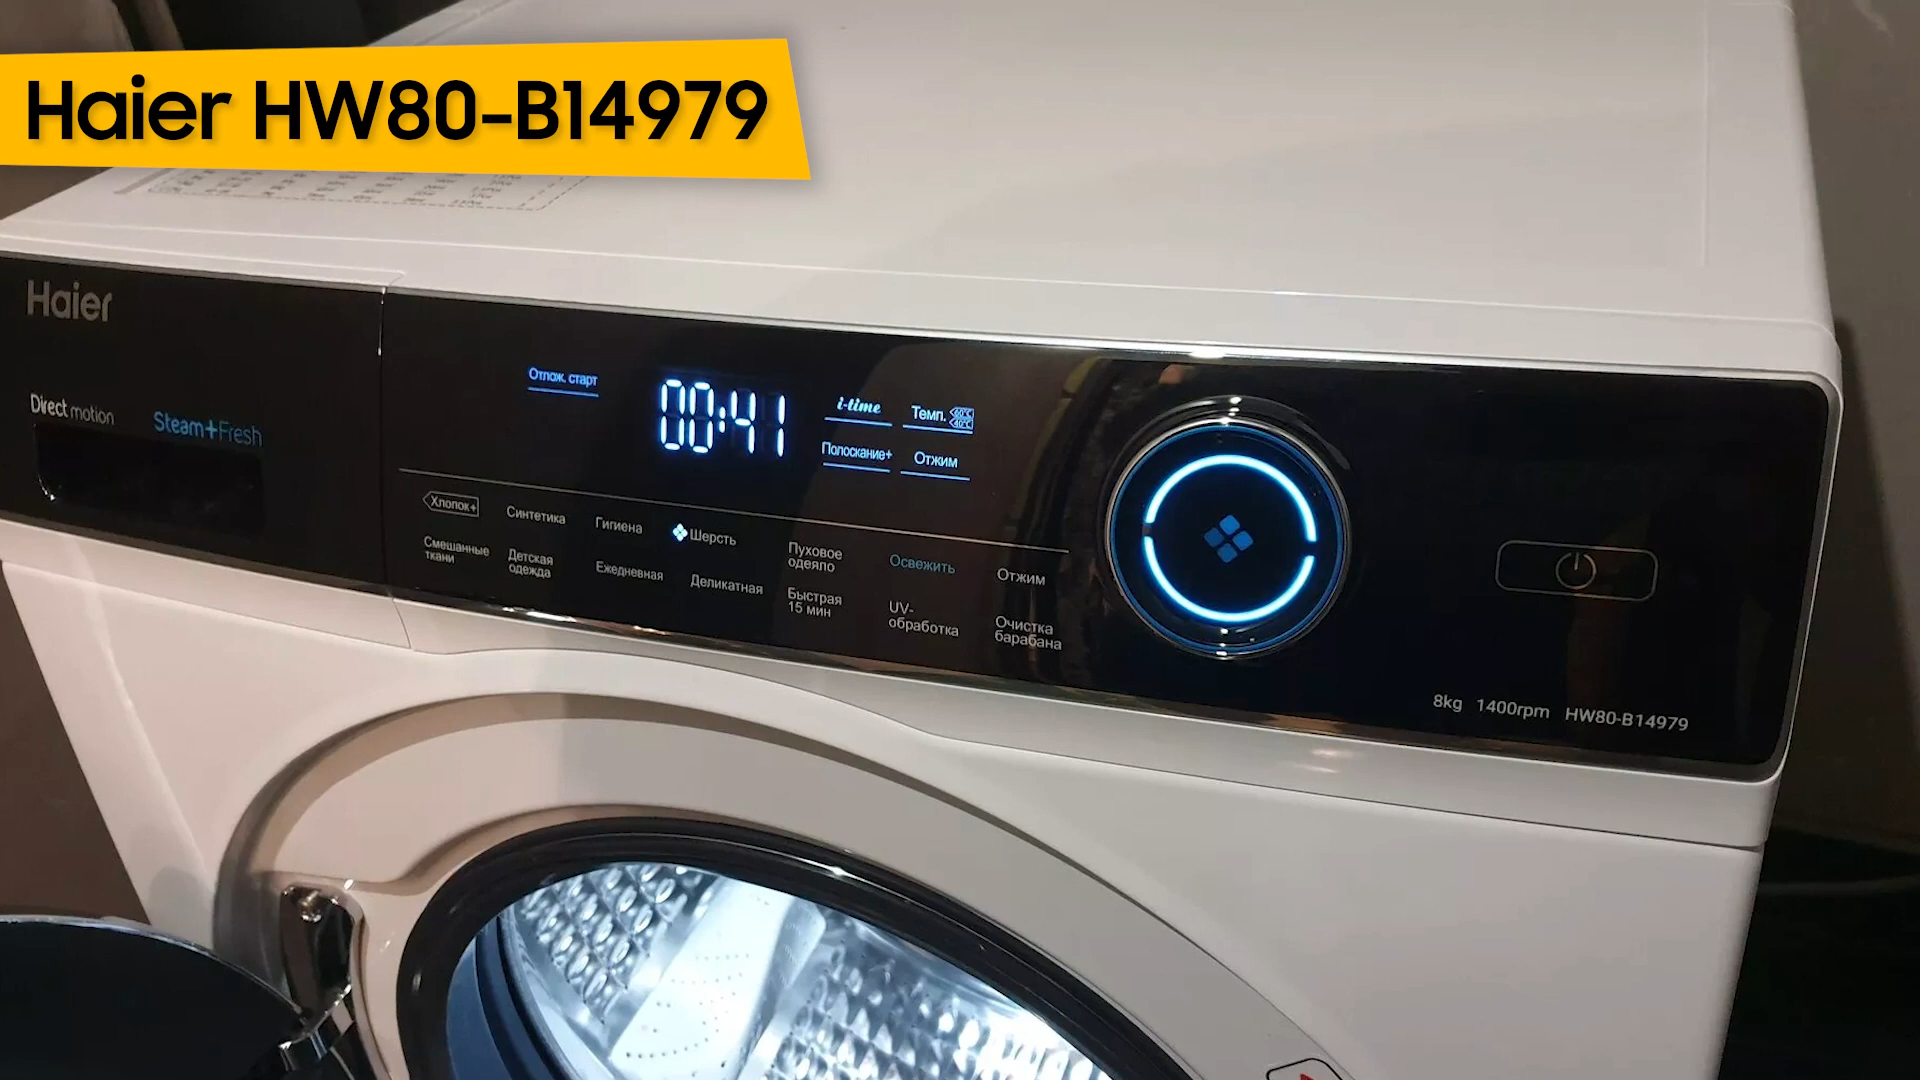 Haier HW80-B14979
Haier
Direct motion
Steam+Fresh
Отлож. старт
00:41
i-time
Темп. 60°C
40°C
Полоскание+
Отжим
Хлопок+
Синтетика
Гигиена
Шерсть
Пуховое
одеяло
Освежить
Отжим
Смешанные
ткани
Детская
одежда
Ежедневная
Деликатная
Быстрая
15 мин
UV-
обработка
Очистка
барабана
8kg 1400rpm HW80-B14979